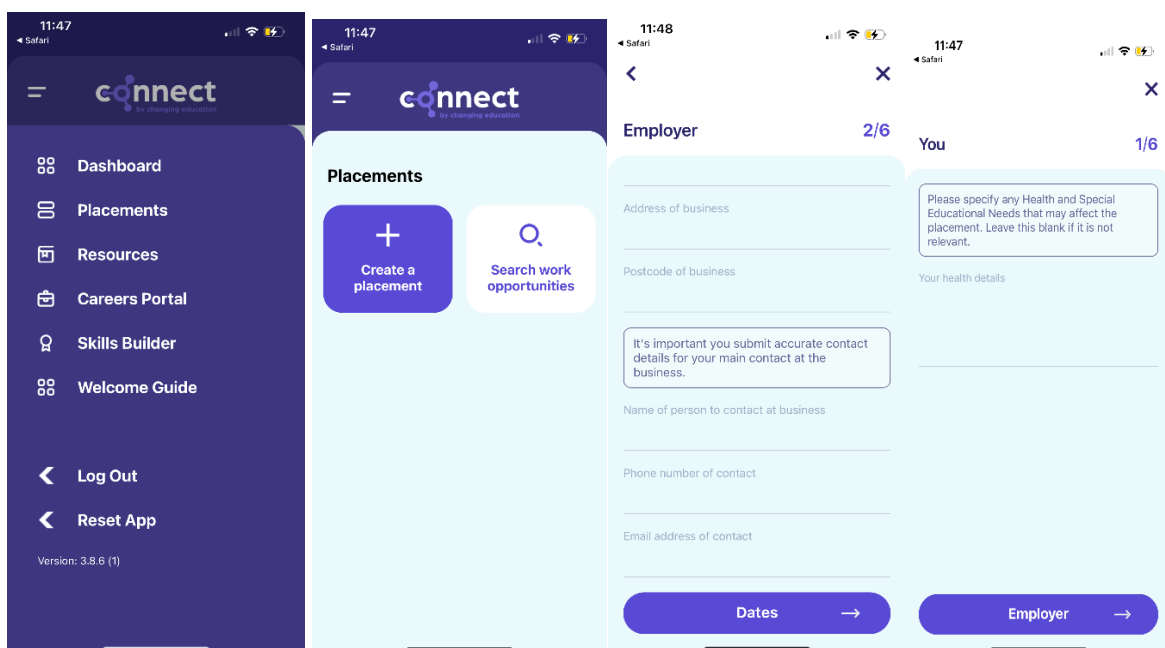 11:47
◀ Safari
connect
by changing education
Dashboard
Placements
Resources
Careers Portal
Skills Builder
Welcome Guide
Log Out
Reset App
Version: 3.8.6 (1)
11:47
◀ Safari
connect
by changing education
Placements
Create a
placement
Search work
opportunities
11:48
◀ Safari
Employer 2/6
Address of business
Postcode of business
It's important you submit accurate contact
details for your main contact at the
business.
Name of person to contact at business
Phone number of contact
Email address of contact
Dates
11:47
◀ Safari
You 1/6
Please specify any Health and Special
Educational Needs that may affect the
placement. Leave this blank if it is not
relevant.
Your health details
Employer